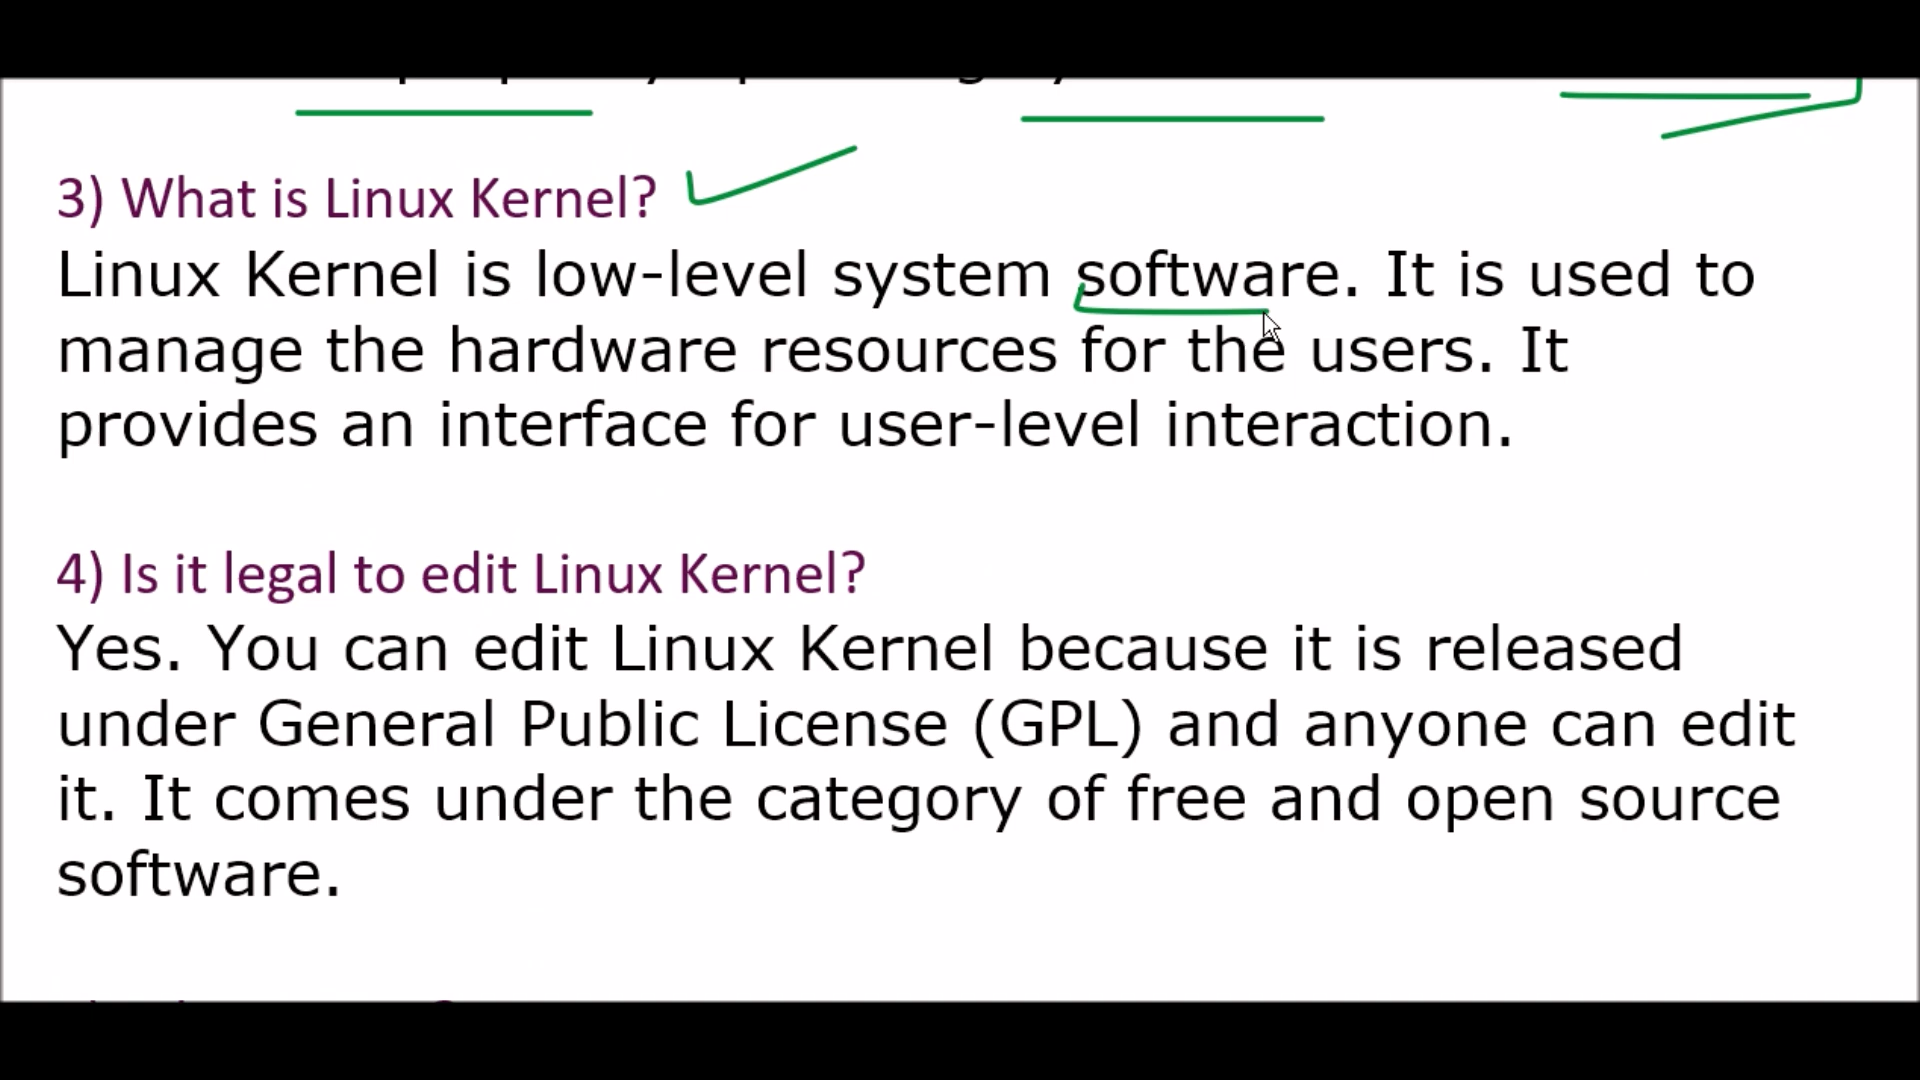 3) What is Linux Kernel?
Linux Kernel is low-level system software. It is used to
manage the hardware resources for the users. It
provides an interface for user-level interaction.
4) Is it legal to edit Linux Kernel?
Yes. You can edit Linux Kernel because it is released
under General Public License (GPL) and anyone can edit
it. It comes under the category of free and open source
software.